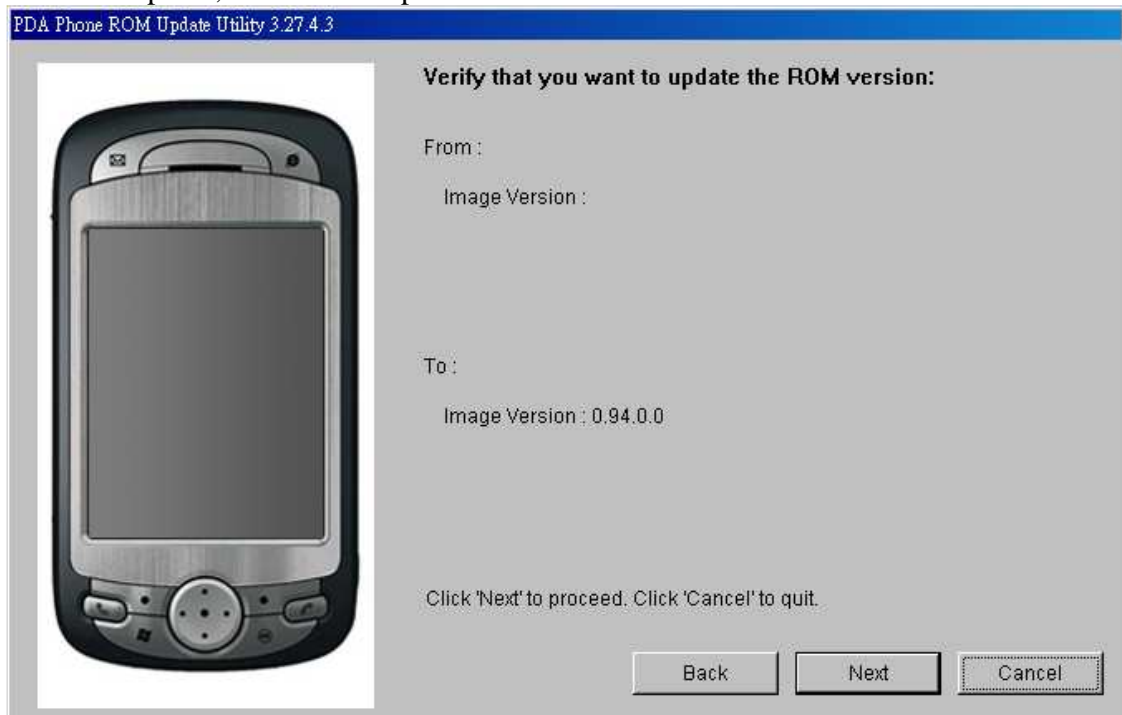 PDA Phone ROM Update Utility 3.27.4.3
Verify that you want to update the ROM version:
From :
Image Version :
To :
Image Version : 0.94.0.0
Click 'Next' to proceed. Click 'Cancel' to quit.
Back Next Cancel